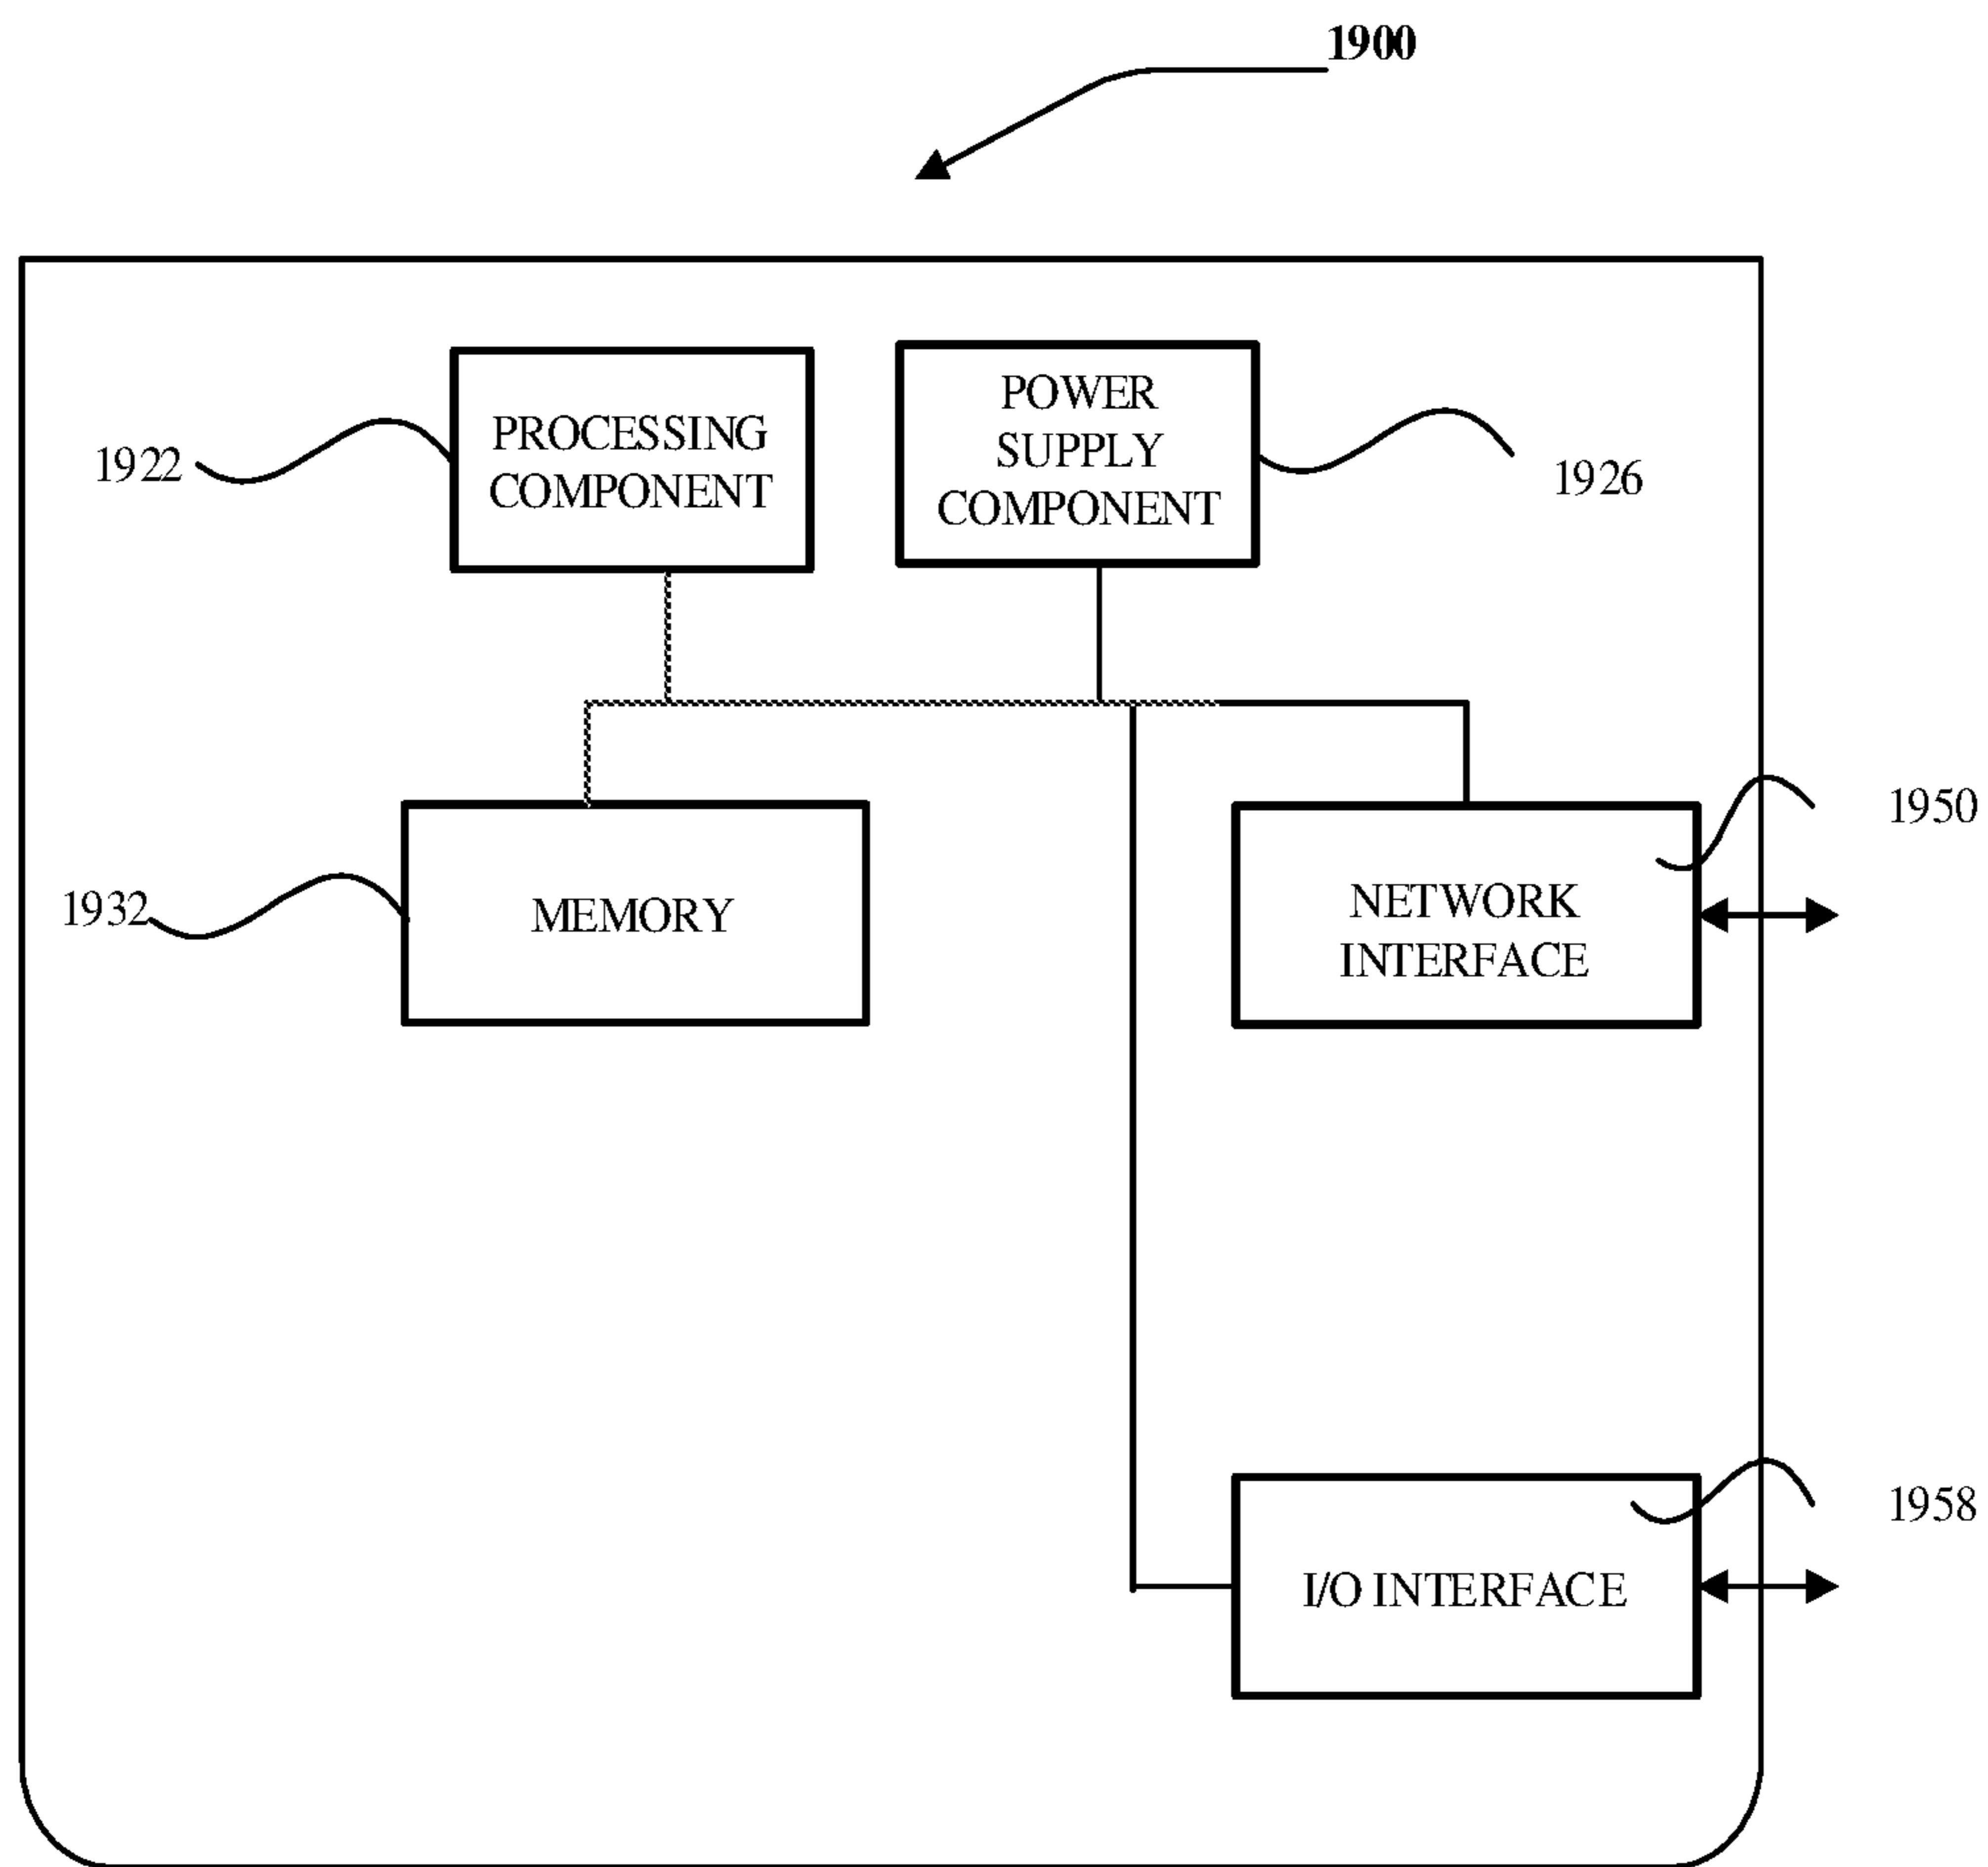 1900
PROCESSING
COMPONENT
1922
POWER
SUPPLY
COMPONENT
1926
1932
MEMORY
NETWORK
INTERFACE
1950
I/O INTERFACE
1958